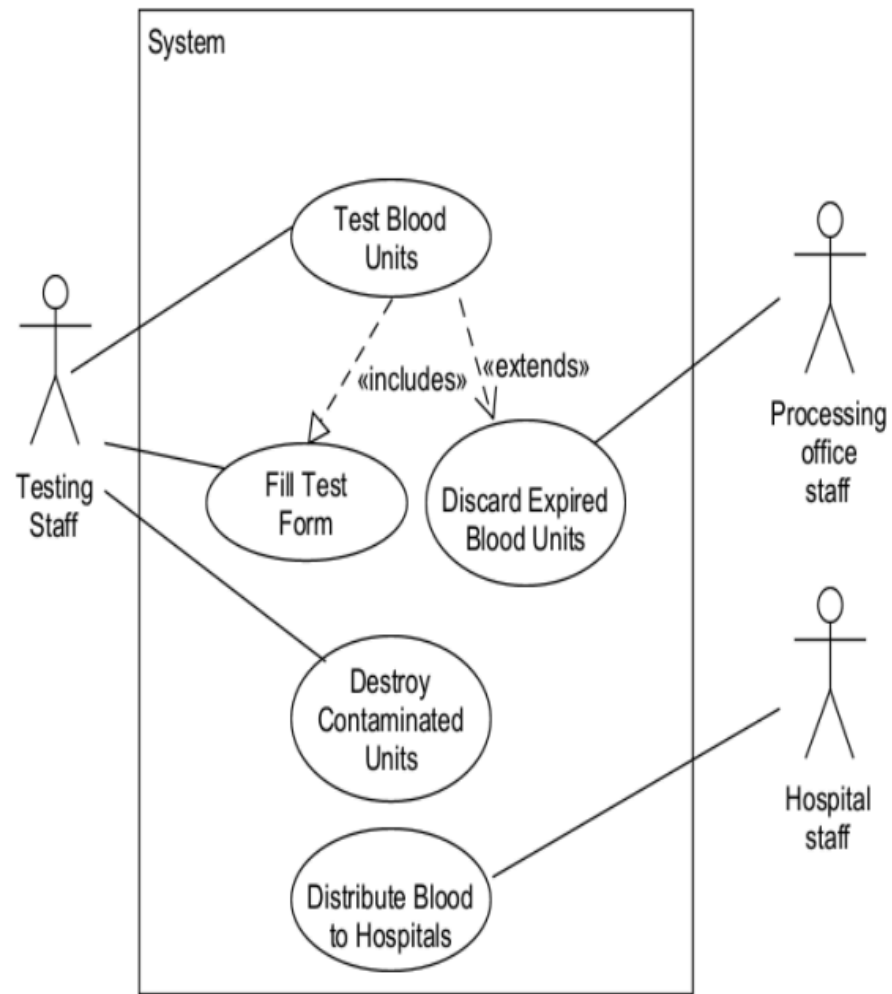 System
Test Blood
Units
«includes»
«extends»
Testing
Staff
Fill Test
Form
Discard Expired
Blood Units
Processing
office
staff
Destroy
Contaminated
Units
Hospital
staff
Distribute Blood
to Hospitals